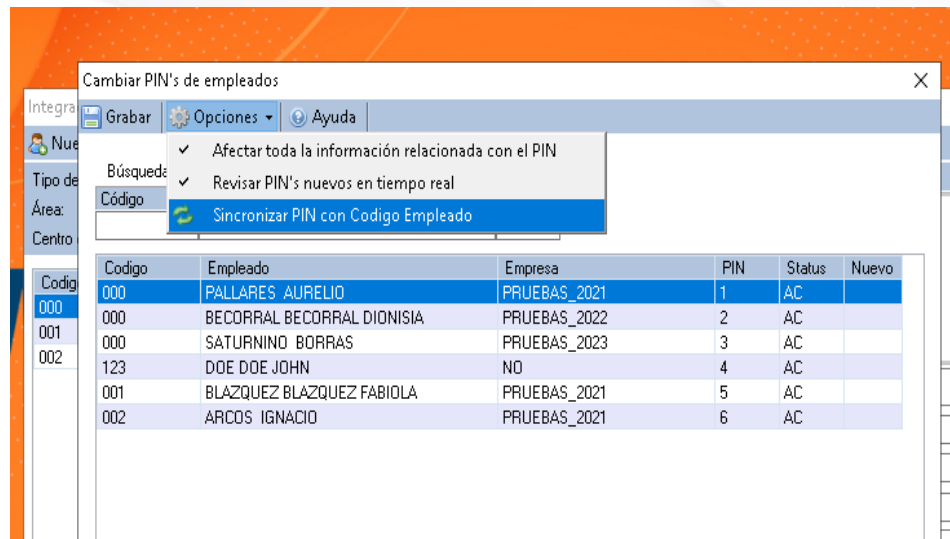 Cambiar PIN's de empleados
Integra
Grabar Opciones Ayuda
Nue
Afectar toda la información relacionada con el PIN
Búsqueda
Tipo de
Revisar PIN's nuevos en tiempo real
Código
Área:
Sincronizar PIN con Codigo Empleado
Centro
Codigo Empleado Empresa PIN Status Nuevo
Codig
000 PALLARES AURELIO PRUEBAS_2021 1 AC
000
000 BECORRAL BECORRAL DIONISIA PRUEBAS_2022 2 AC
001
000 SATURNINO BORRAS PRUEBAS_2023 3 AC
002
123 DOE DOE JOHN NO 4 AC
001 BLAZQUEZ BLAZQUEZ FABIOLA PRUEBAS_2021 5 AC
002 ARCOS IGNACIO PRUEBAS_2021 6 AC